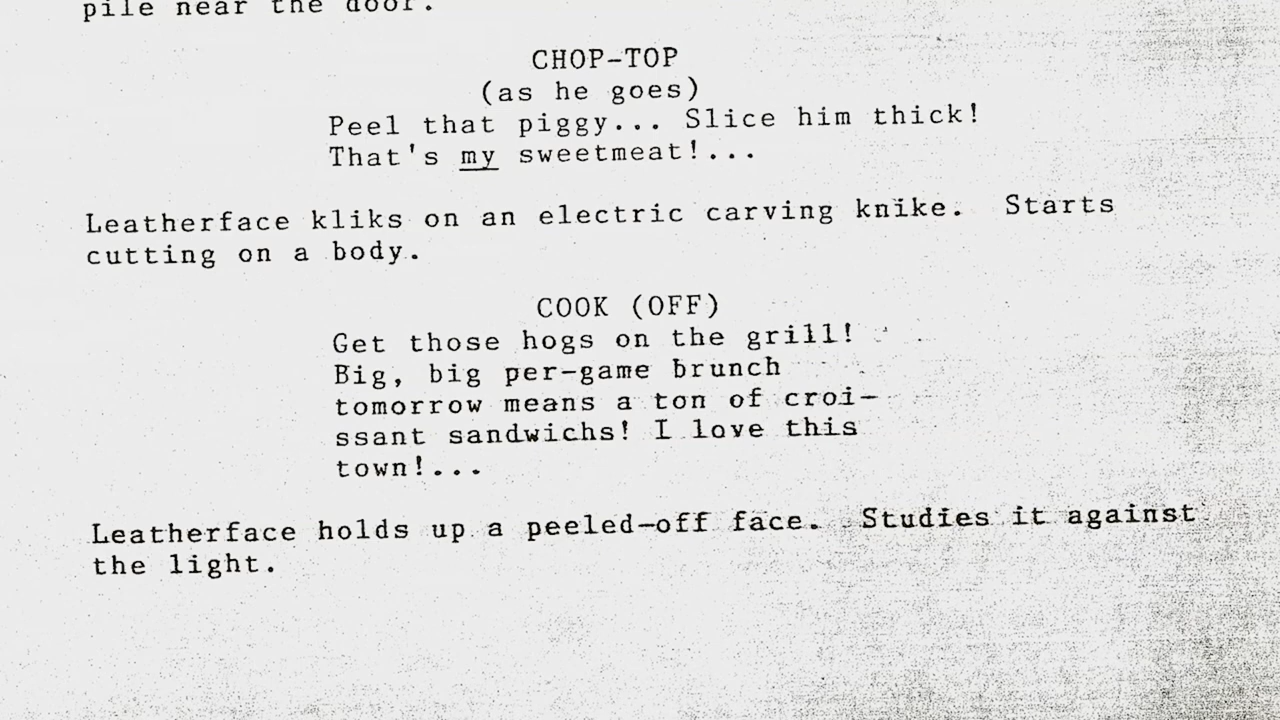 pile near the door.
CHOP-TOP
(as he goes)
Peel that piggy... Slice him thick!
That's my sweetmeat!...
Leatherface kliks on an electric carving knike. Starts
cutting on a body.
COOK (OFF)
Get those hogs on the grill!
Big, big per-game brunch
tomorrow means a ton of croi-
ssant sandwichs! I love this
town!...
Leatherface holds up a peeled-off face. Studies it against
the light.